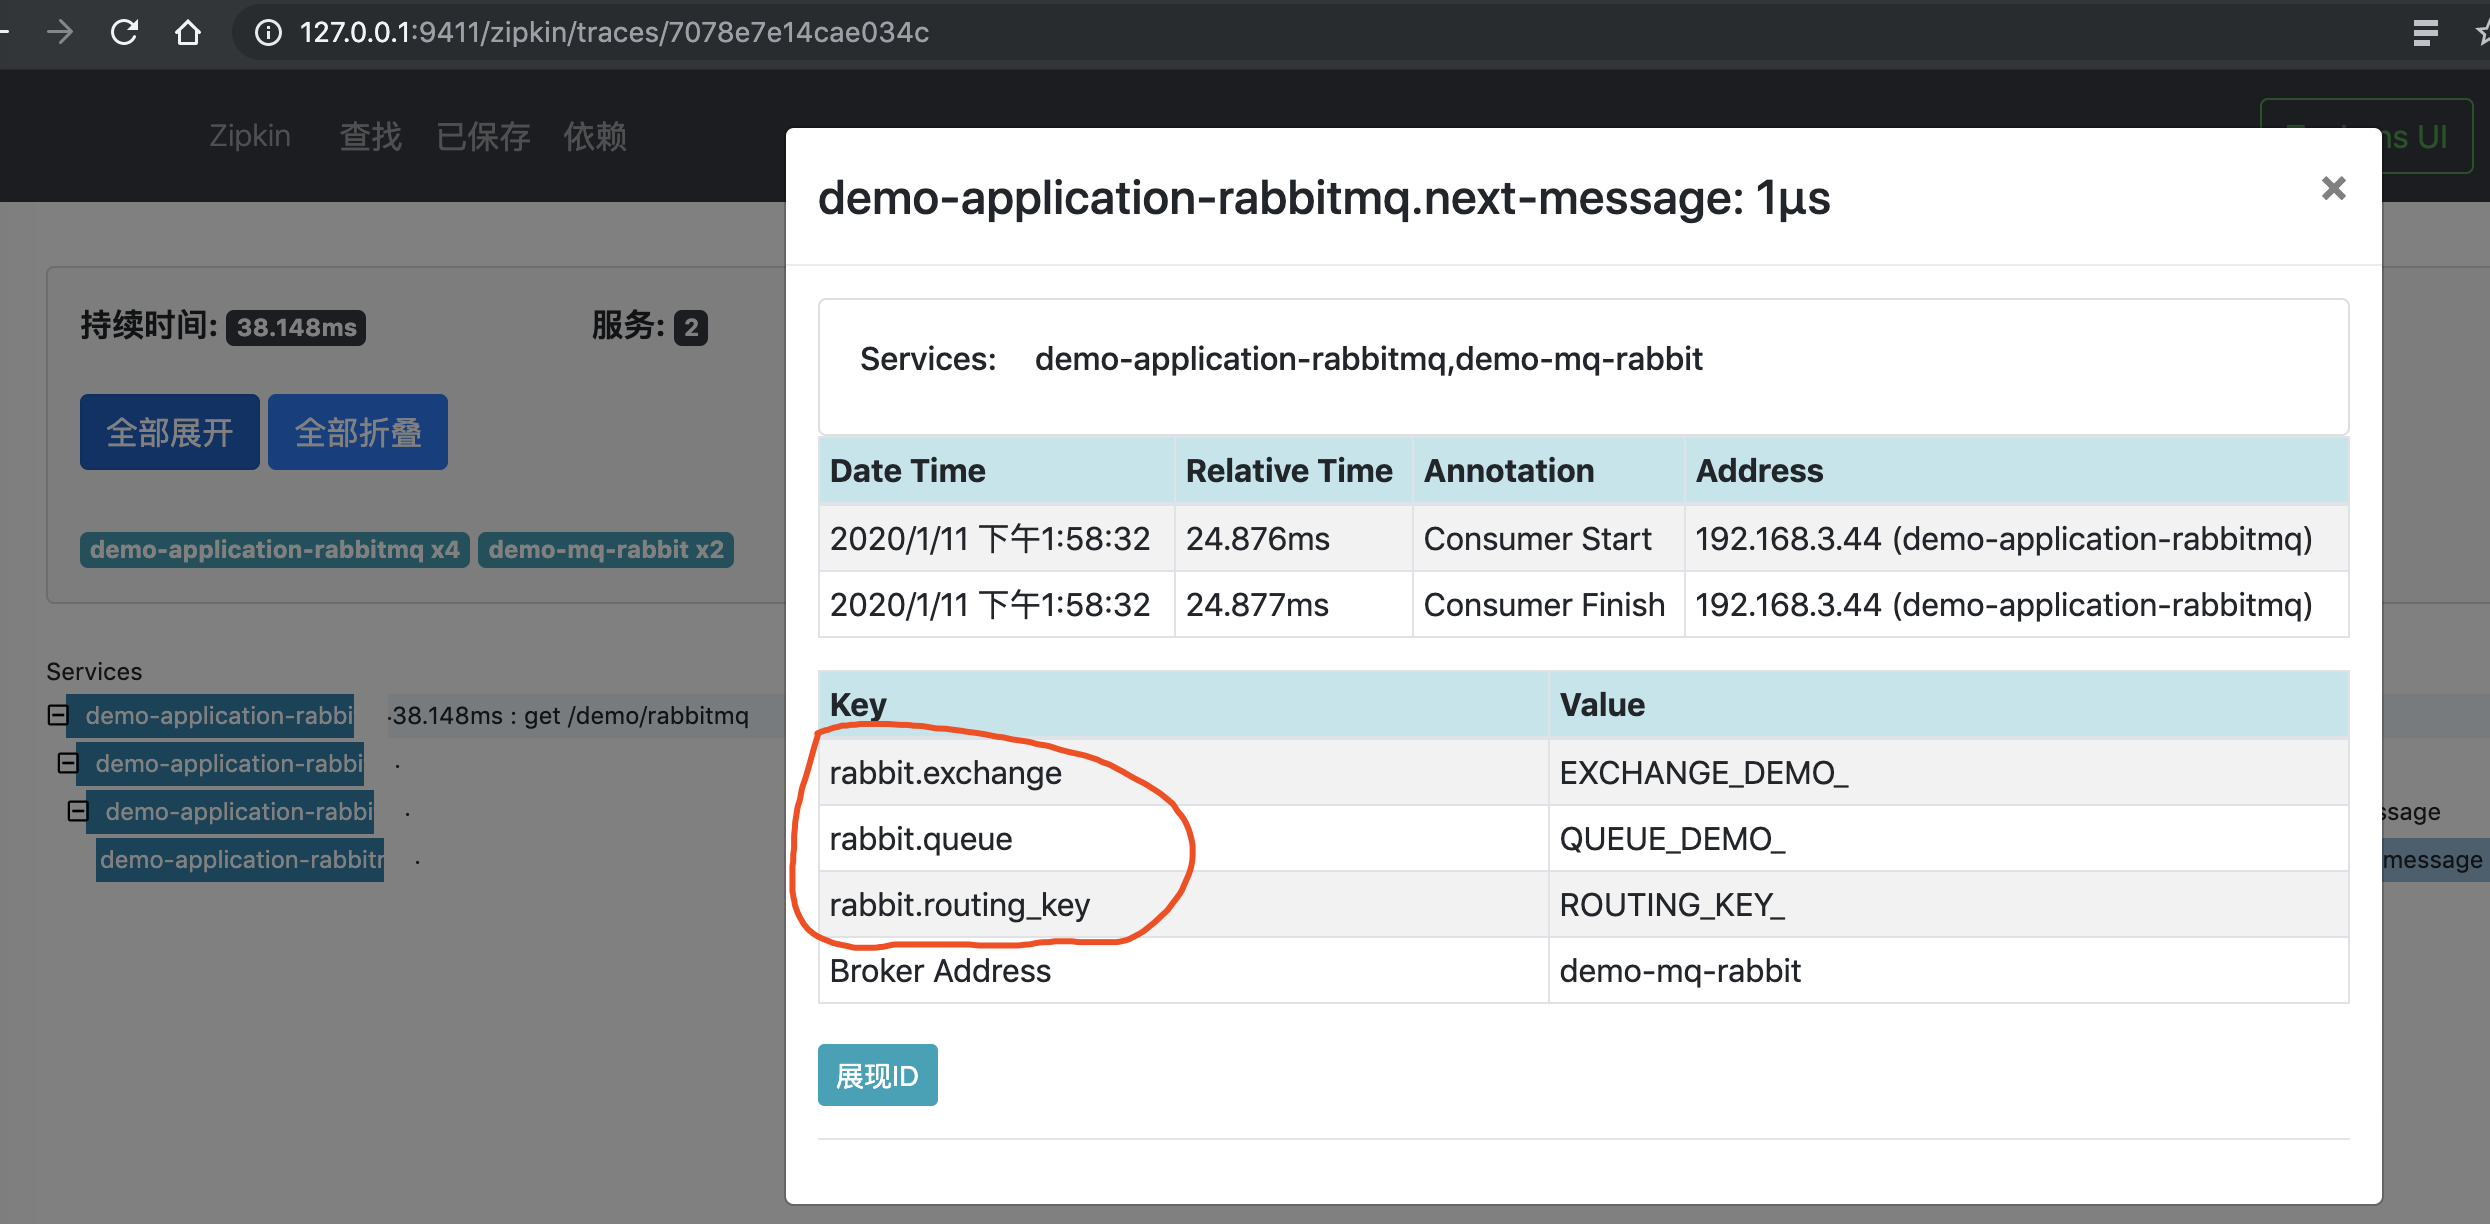 127.0.0.1:9411/zipkin/traces/7078e7e14cae034c
Zipkin 查找 已保存 依赖
ns UI
demo-application-rabbitmq.next-message: 1µs
持续时间: 38.148ms 服务: 2
Services: demo-application-rabbitmq,demo-mq-rabbit
全部展开 全部折叠
Date Time Relative Time Annotation Address
2020/1/11 下午1:58:32 24.876ms Consumer Start 192.168.3.44 (demo-application-rabbitmq)
demo-application-rabbitmq x4 demo-mq-rabbit x2
2020/1/11 下午1:58:32 24.877ms Consumer Finish 192.168.3.44 (demo-application-rabbitmq)
Services
Key Value
demo-application-rabbi ·38.148ms : get /demo/rabbitmq
demo-application-rabbi .
rabbit.exchange EXCHANGE_DEMO_
demo-application-rabbi .
ssage
rabbit.queue QUEUE_DEMO_
demo-application-rabbitr .
message
rabbit.routing_key ROUTING_KEY_
Broker Address demo-mq-rabbit
展现ID